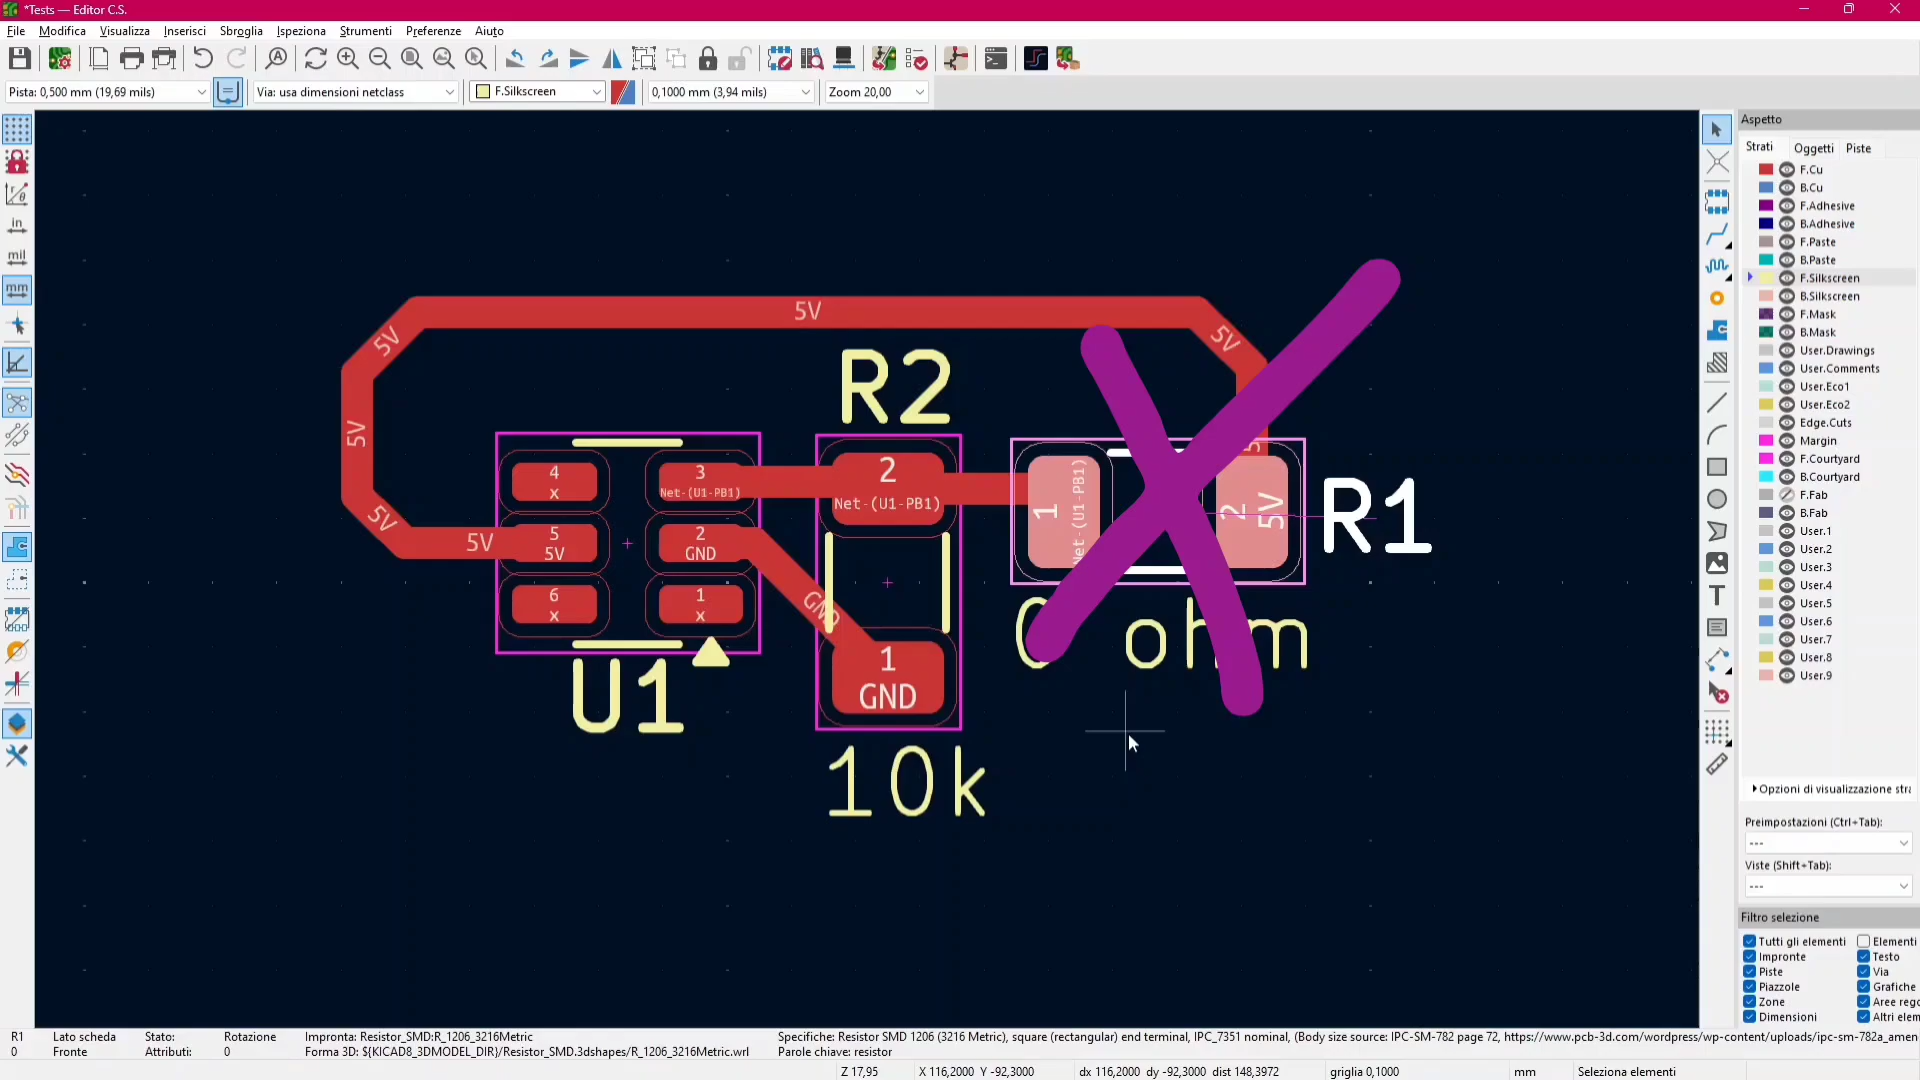 *Tests — Editor C.S.
File Modifica Visualizza Inserisci Sbroglia Ispeziona Strumenti Preferenze Aiuto
Pista: 0,500 mm (19,69 mils) Via: usa dimensioni netclass F.Silkscreen 0,1000 mm (3,94 mils) Zoom 20,00
in
mil
mm
5V
5V
5V
5V
5V
5V
5
R2
4
x
3
Net-(U1-PB1)
5
5V
2
GND
6
x
1
x
U1
2
Net-(U1-PB1)
GND
1
GND
10k
1
Net-(U1-PB1)
2
5V
R1
0 ohm
Aspetto
Strati Oggetti Piste
F.Cu
B.Cu
F.Adhesive
B.Adhesive
F.Paste
B.Paste
F.Silkscreen
B.Silkscreen
F.Mask
B.Mask
User.Drawings
User.Comments
User.Eco1
User.Eco2
Edge.Cuts
Margin
F.Courtyard
B.Courtyard
F.Fab
B.Fab
User.1
User.2
User.3
User.4
User.5
User.6
User.7
User.8
User.9
Opzioni di visualizzazione stra
Preimpostazioni (Ctrl+Tab):
---
Viste (Shift+Tab):
---
Filtro selezione
Tutti gli elementi Elementi
Impronte Testo
Piste Via
Piazzole Grafiche
Zone Aree rego
Dimensioni Altri elem
R1 Lato scheda Stato: Rotazione Impronta: Resistor_SMD:R_1206_3216Metric Specifiche: Resistor SMD 1206 (3216 Metric), square (rectangular) end terminal, IPC_7351 nominal, (Body size source: IPC-SM-782 page 72, https://www.pcb-3d.com/wordpress/wp-content/uploads/ipc-sm-782a_amen
0 Fronte Attributi: 0 Forma 3D: ${KICAD8_3DMODEL_DIR}/Resistor_SMD.3dshapes/R_1206_3216Metric.wrl Parole chiave: resistor
Z 17,95 X 116,2000 Y -92,3000 dx 116,2000 dy -92,3000 dist 148,3972 griglia 0,1000 mm Seleziona elementi